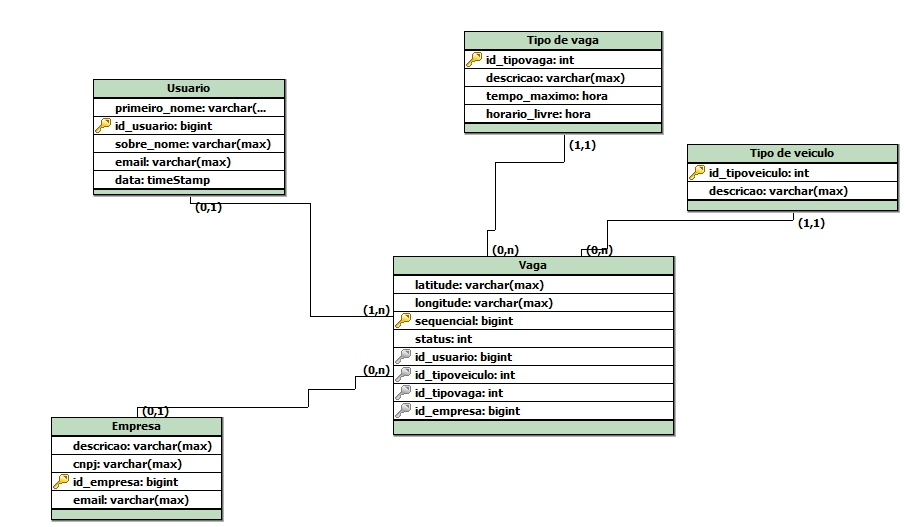 Tipo de vaga
id_tipovaga: int
descricao: varchar(max)
tempo_maximo: hora
horario_livre: hora
(1,1)
Usuario
primeiro_nome: varchar(...
id_usuario: bigint
sobre_nome: varchar(max)
email: varchar(max)
data: timeStamp
(0,1)
Tipo de veiculo
id_tipoveiculo: int
descricao: varchar(max)
(1,1)
(0,n)
(0,n)
Vaga
latitude: varchar(max)
longitude: varchar(max)
sequencial: bigint
status: int
id_usuario: bigint
id_tipoveiculo: int
id_tipovaga: int
id_empresa: bigint
(1,n)
(0,n)
(0,1)
Empresa
descricao: varchar(max)
cnpj: varchar(max)
id_empresa: bigint
email: varchar(max)